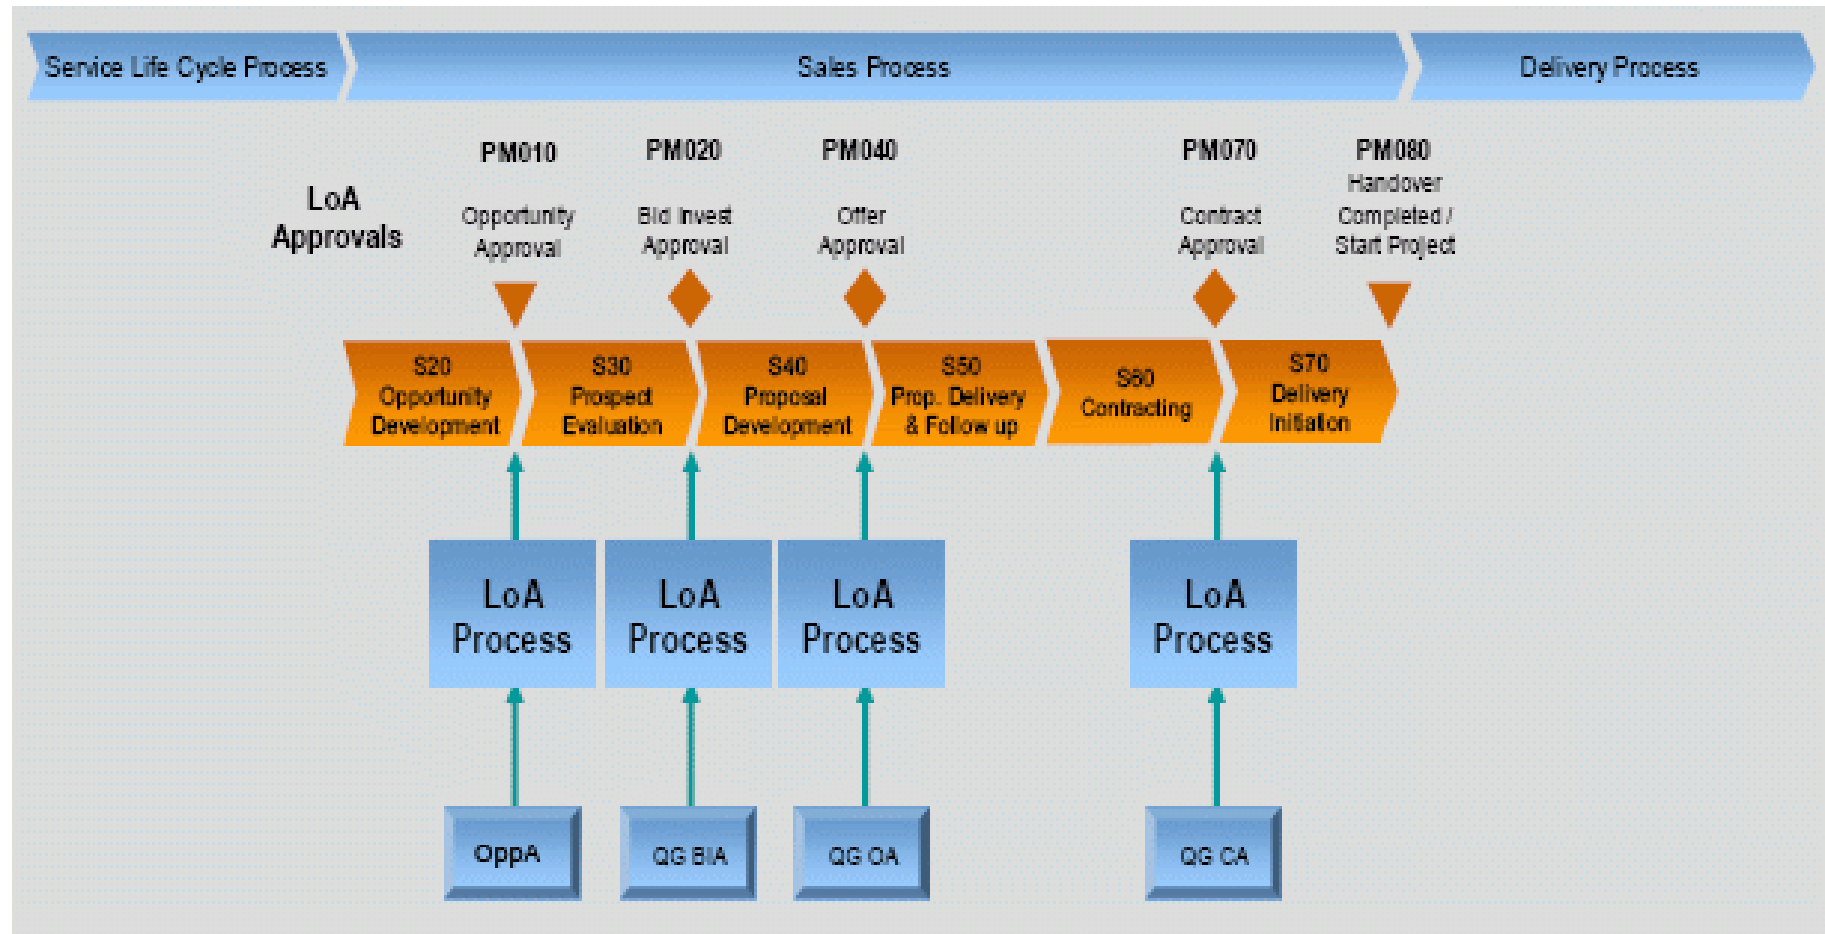 Service Life Cycle Process
Sales Process
Delivery Process
LoA
Approvals
PM010
Opportunity
Approval
PM020
Bid Invest
Approval
PM040
Offer
Approval
PM070
Contract
Approval
PM080
Handover
Completed /
Start Project
S20
Opportunity
Development
S30
Prospect
Evaluation
S40
Proposal
Development
S50
Prop. Delivery
& Follow up
S60
Contracting
S70
Delivery
Initiation
LoA
Process
LoA
Process
LoA
Process
LoA
Process
OppA
QG BIA
QG OA
QG CA